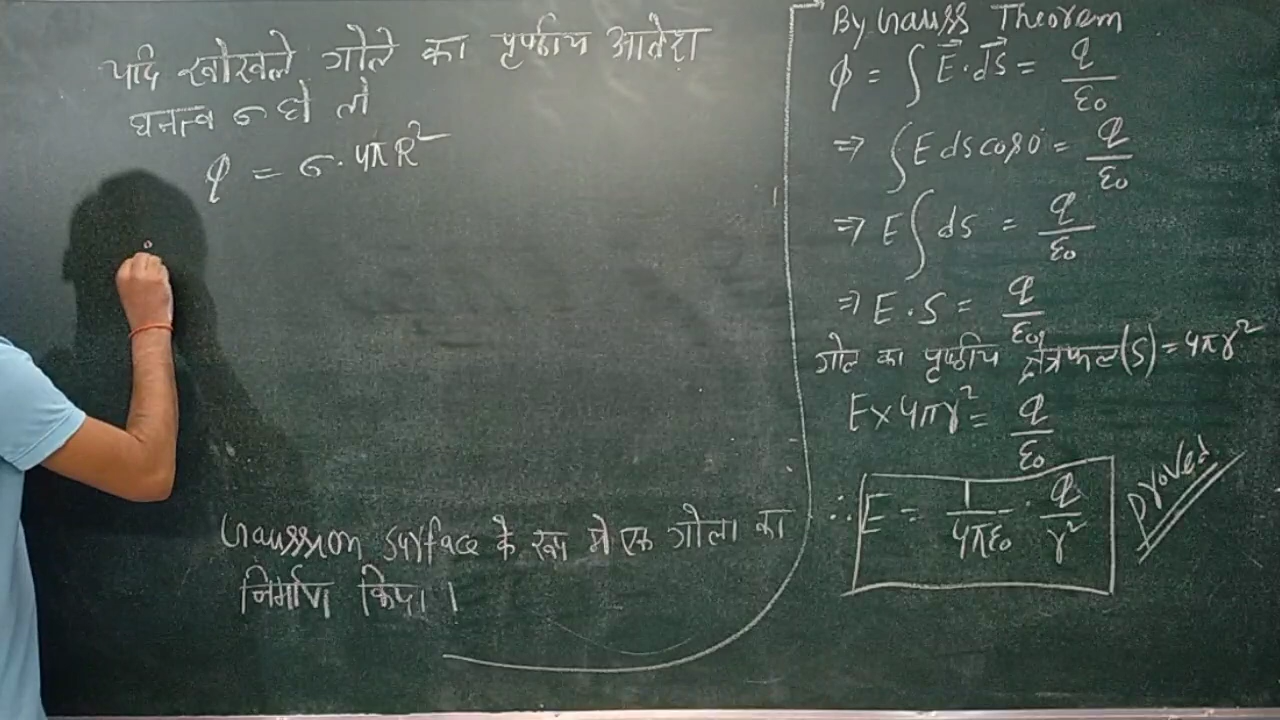 यदि खोखले गोले का पृष्ठीय आवेश
घनत्व σ हो तो
q = σ. 4πR²
Gaussion surface के रूप मे एक गोला का
निर्माण किया।
By Gauss Theorem
ϕ = ∫ E⃗.ds⃗ = q/ε₀
⇒ ∫ E ds cos0° = q/ε₀
⇒ E ∫ ds = q/ε₀
⇒ E.S = q/ε₀
गोले का पृष्ठीय क्षेत्रफल(S) = 4πr²
E×4πr² = q/ε₀
∴ E = 1/4πε₀ . q/r²
Proved